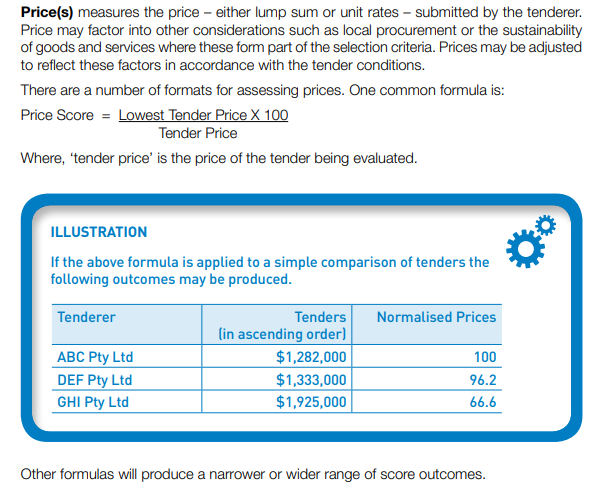 Price(s) measures the price – either lump sum or unit rates – submitted by the tenderer.
Price may factor into other considerations such as local procurement or the sustainability
of goods and services where these form part of the selection criteria. Prices may be adjusted
to reflect these factors in accordance with the tender conditions.
There are a number of formats for assessing prices. One common formula is:
Price Score = Lowest Tender Price X 100
Tender Price
Where, ‘tender price’ is the price of the tender being evaluated.
ILLUSTRATION
If the above formula is applied to a simple comparison of tenders the
following outcomes may be produced.
Tenderer Tenders Normalised Prices
(in ascending order)
ABC Pty Ltd $1,282,000 100
DEF Pty Ltd $1,333,000 96.2
GHI Pty Ltd $1,925,000 66.6
Other formulas will produce a narrower or wider range of score outcomes.